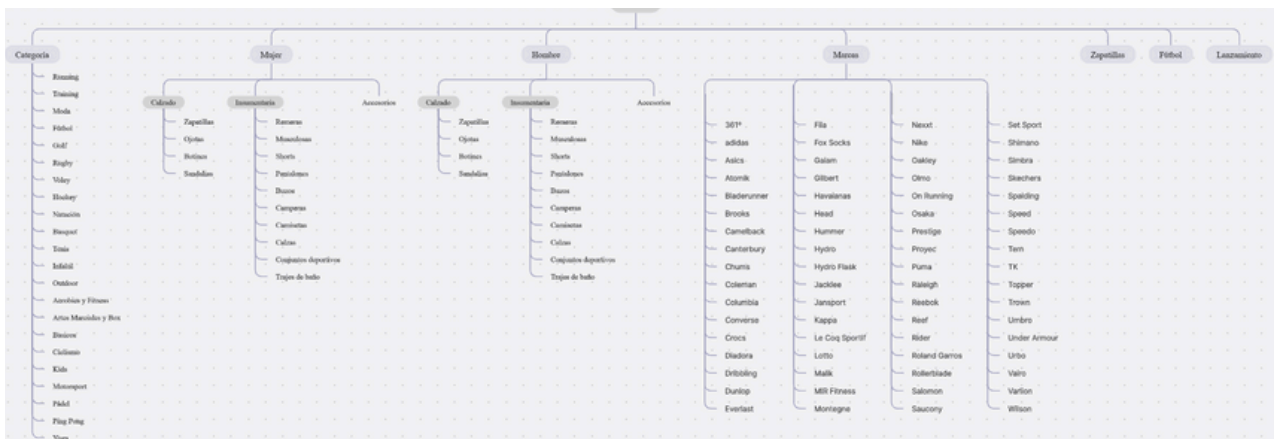 Categoría
Mujer
Hombre
Marcas
Zapatillas
Fútbol
Lanzamiento
Running
Training
Moda
Fútbol
Golf
Rugby
Voley
Hockey
Natación
Basquet
Tenis
Infabil
Outdoor
Aerobics y Fitness
Artes Marciales y Box
Básicos
Ciclismo
Kids
Motorsport
Pádel
Ping Pong
Calzado
Zapatillas
Ojotas
Botines
Sandalias
Insumentaria
Remeras
Musculosas
Shorts
Pantalones
Buzos
Camperas
Camisetas
Calzas
Conjuntos deportivos
Trajes de baño
Accesorios
Calzado
Zapatillas
Ojotas
Botines
Sandalias
Insumentaria
Remeras
Musculosas
Shorts
Pantalones
Buzos
Camperas
Camisetas
Calzas
Conjuntos deportivos
Trajes de baño
Accesorios
361º
adidas
Asics
Atomik
Bladerunner
Brooks
Camelback
Canterbury
Chums
Coleman
Columbia
Converse
Crocs
Diadora
Dribbling
Dunlop
Everlast
Fila
Fox Socks
Gaiam
Gilbert
Havaianas
Head
Hummer
Hydro
Hydro Flask
Jacklee
Jansport
Kappa
Le Coq Sportif
Lotto
Malik
MIR Fitness
Montagne
Nexxt
Nike
Oakley
Olmo
On Running
Osaka
Prestige
Proyec
Puma
Raleigh
Reebok
Reef
Rider
Roland Garros
Rollerblade
Salomon
Saucony
Set Sport
Shimano
Simbra
Skechers
Spalding
Speed
Speedo
Tern
TK
Topper
Trown
Umbro
Under Armour
Urbo
Vairo
Varlion
Wilson